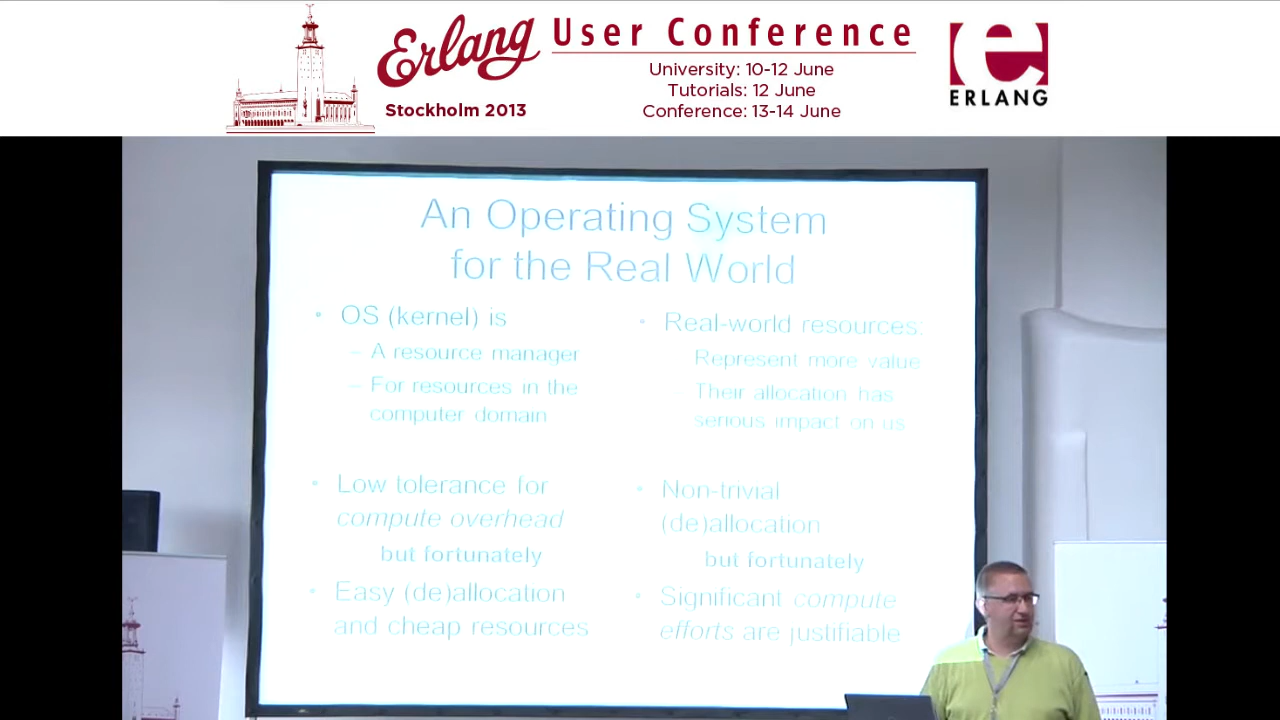 Erlang User Conference
Stockholm 2013
University: 10-12 June
Tutorials: 12 June
Conference: 13-14 June
ERLANG
An Operating System
for the Real World
• OS (kernel) is
– A resource manager
– For resources in the
computer domain
• Low tolerance for
compute overhead
but fortunately
• Easy (de)allocation
and cheap resources
• Real-world resources:
Represent more value
Their allocation has
serious impact on us
• Non-trivial
(de)allocation
but fortunately
• Significant compute
efforts are justifiable